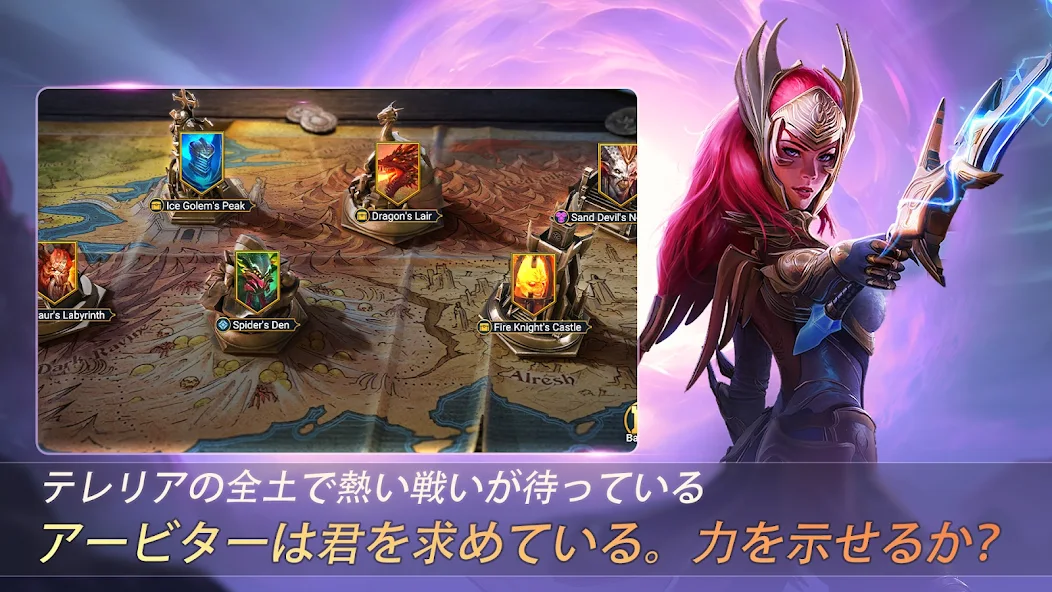 Ice Golem's Peak
Dragon's Lair
Sand Devil's
Labyrinth
Spider's Den
Fire Knight's Castle
Alresh
テレリアの全土で熱い戦いが待っている
アービターは君を求めている。力を示せるか?